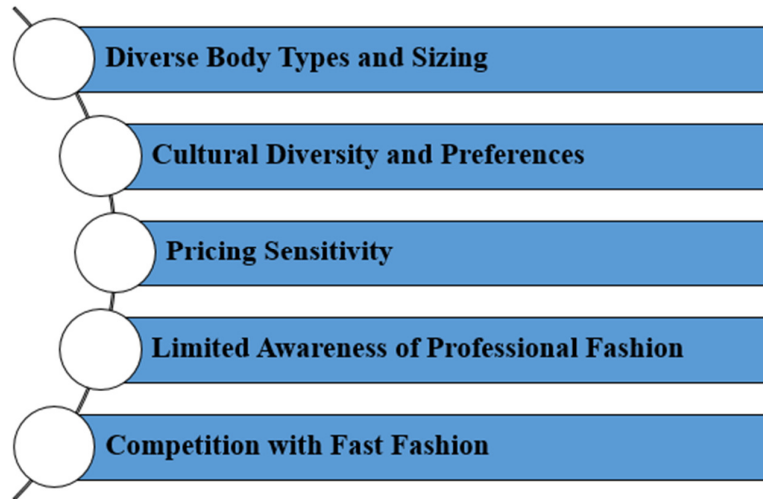 Diverse Body Types and Sizing
Cultural Diversity and Preferences
Pricing Sensitivity
Limited Awareness of Professional Fashion
Competition with Fast Fashion